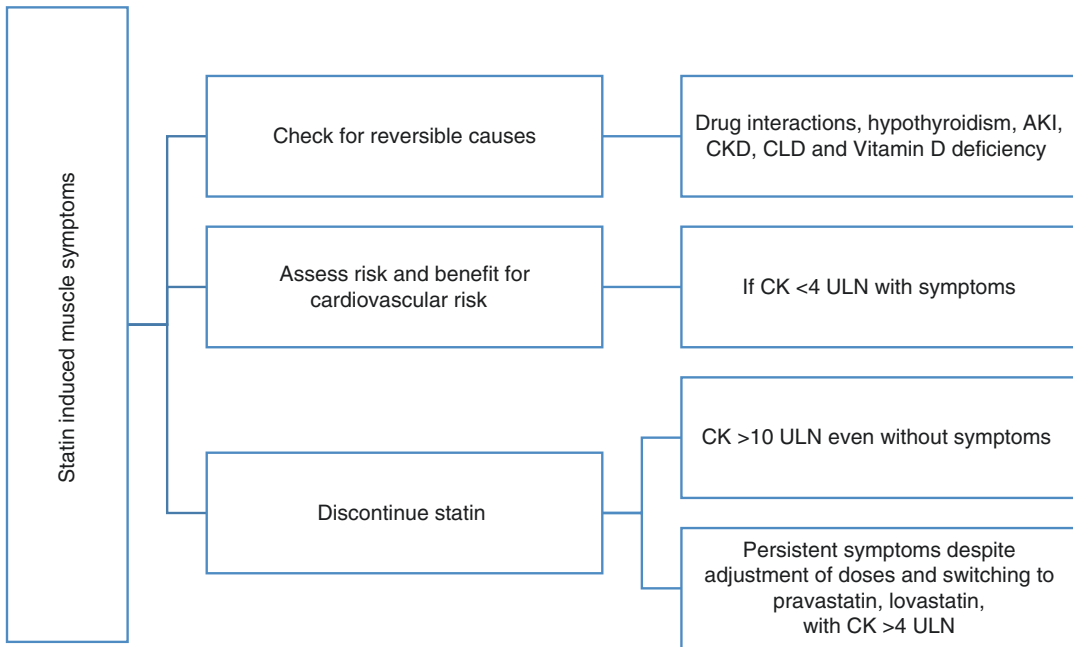 Statin induced muscle symptoms
Check for reversible causes
Drug interactions, hypothyroidism, AKI,
CKD, CLD and Vitamin D deficiency
Assess risk and benefit for
cardiovascular risk
If CK <4 ULN with symptoms
Discontinue statin
CK >10 ULN even without symptoms
Persistent symptoms despite
adjustment of doses and switching to
pravastatin, lovastatin,
with CK >4 ULN